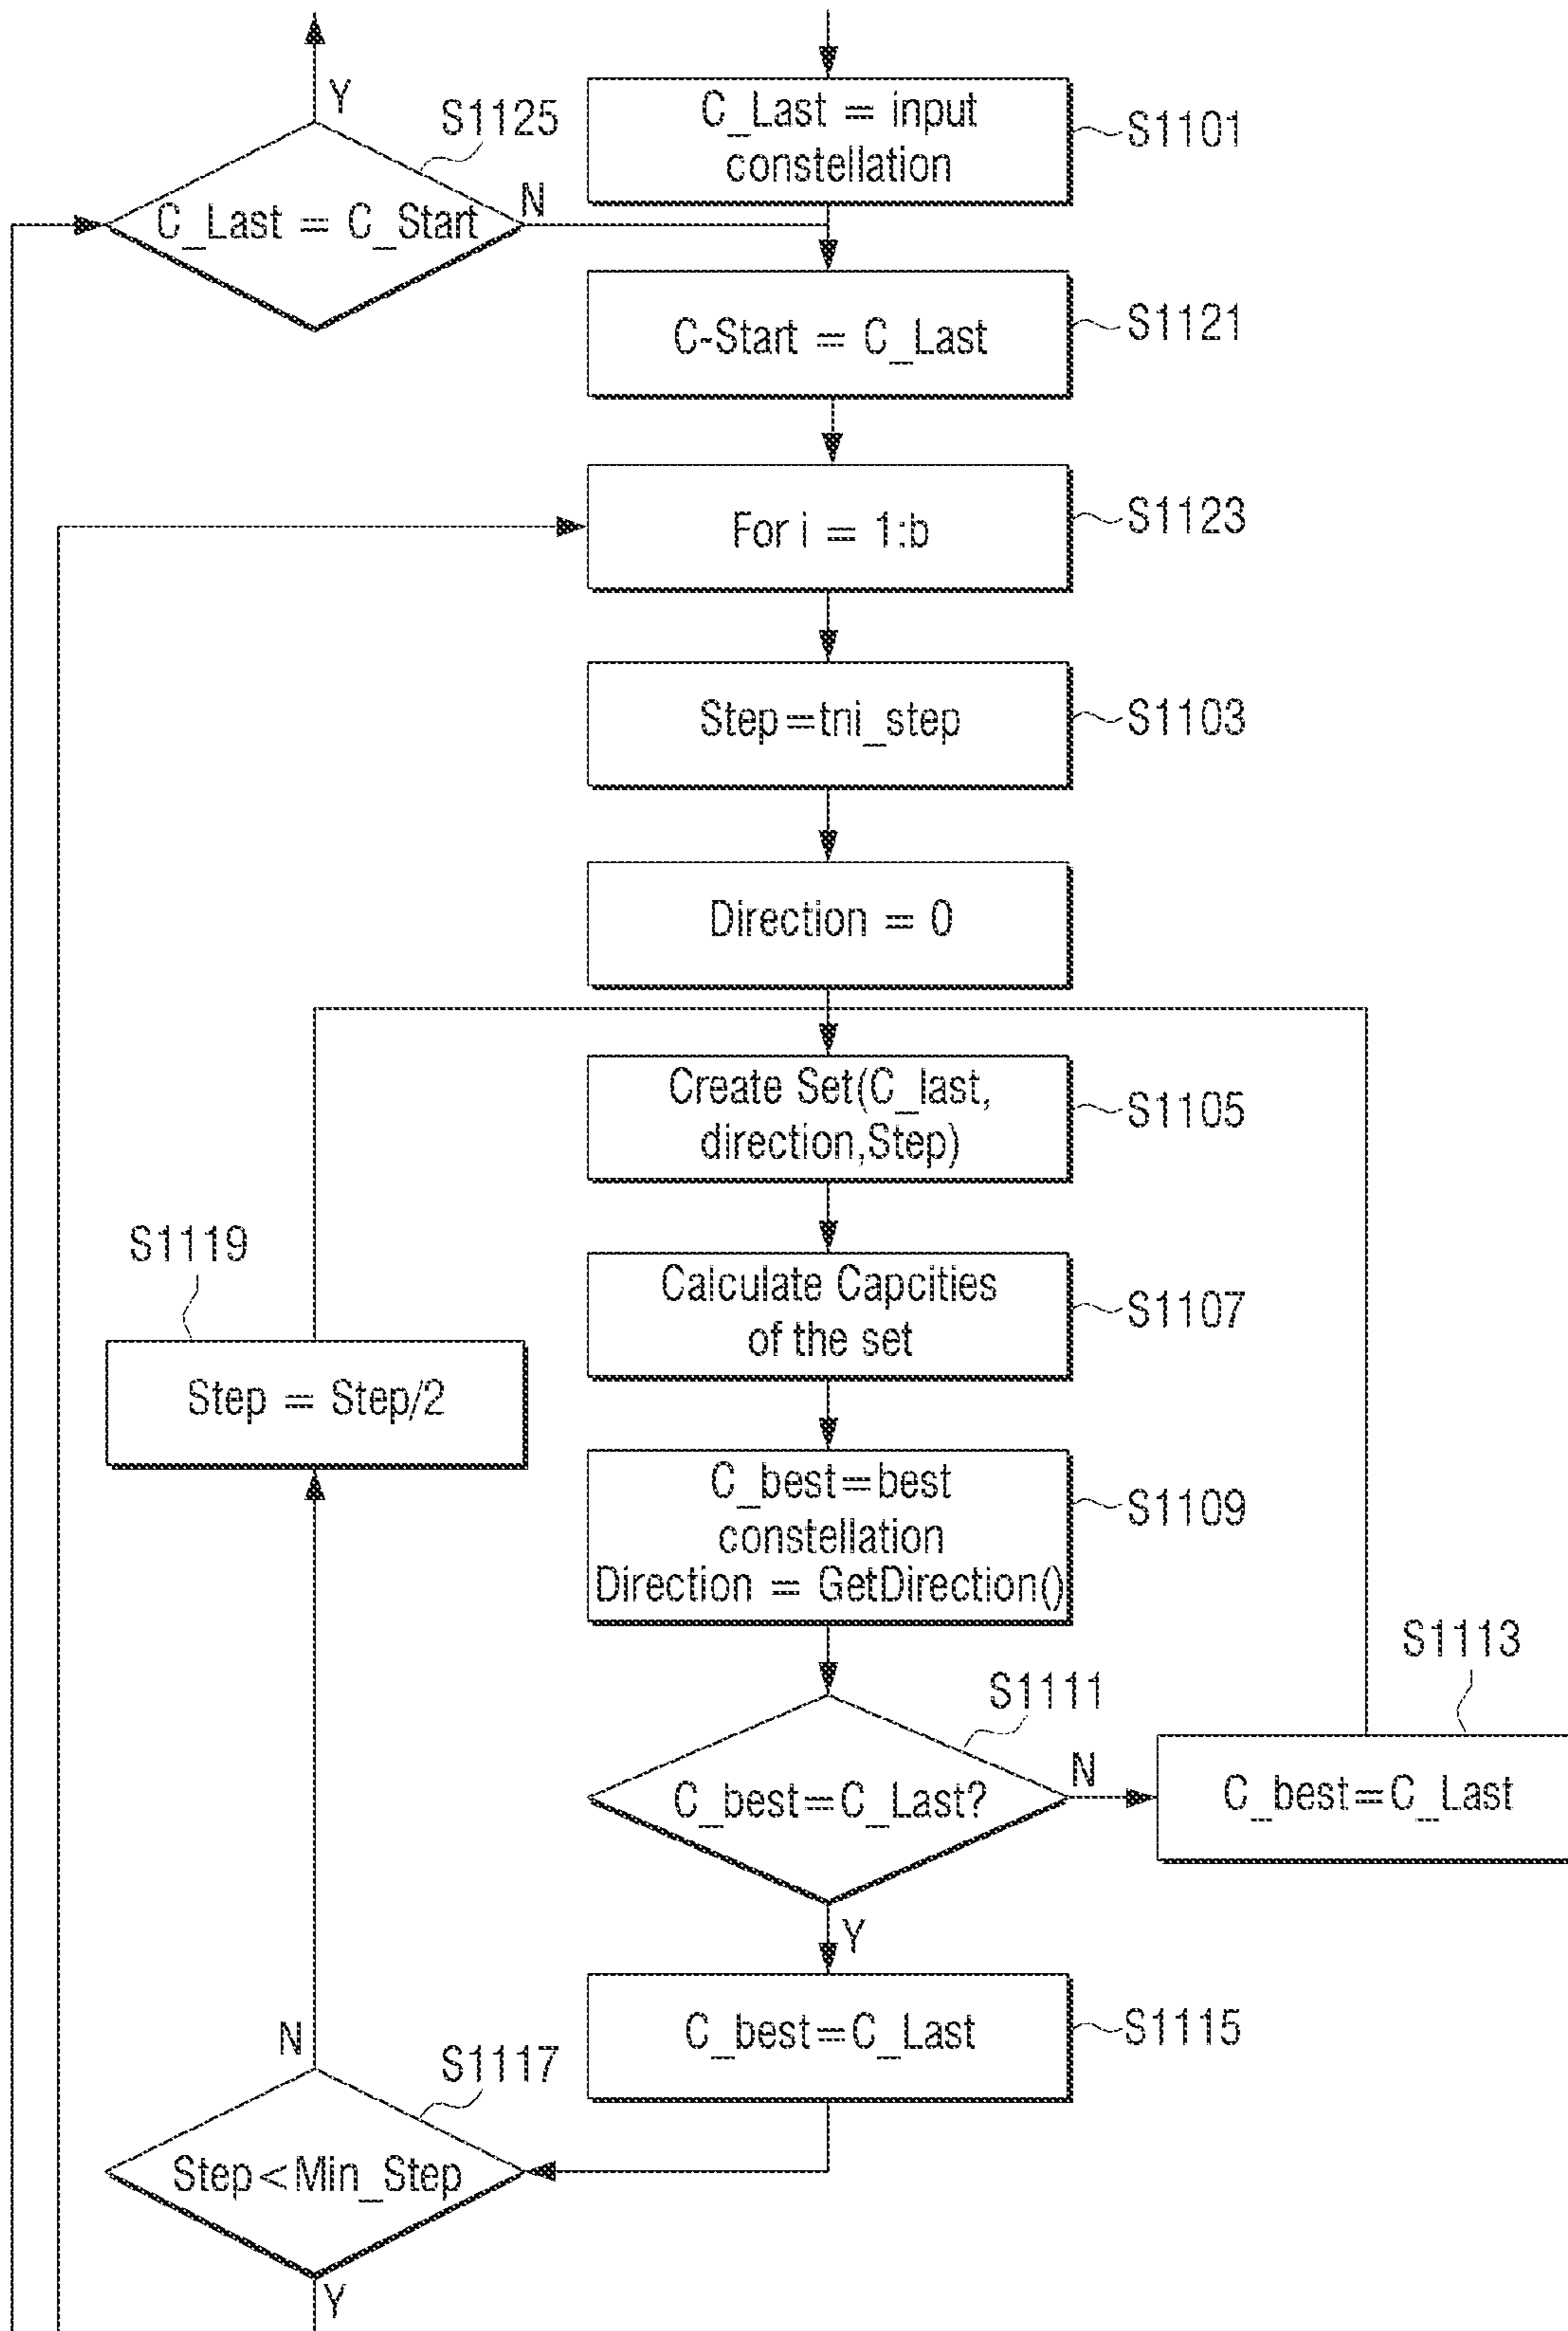 Y
S1125
C_Last = C_Start
N
C_Last = input
constellation
S1101
C-Start = C_Last
S1121
For i = 1:b
S1123
Step=tni_step
S1103
Direction = 0
Create Set(C_last,
direction,Step)
S1105
Calculate Capcities
of the set
S1107
S1119
Step = Step/2
C_best=best
constellation
Direction = GetDirection()
S1109
S1111
C_best=C_Last?
N
S1113
C_best=C_Last
Y
C_best=C_Last
S1115
N
S1117
Step<Min_Step
Y